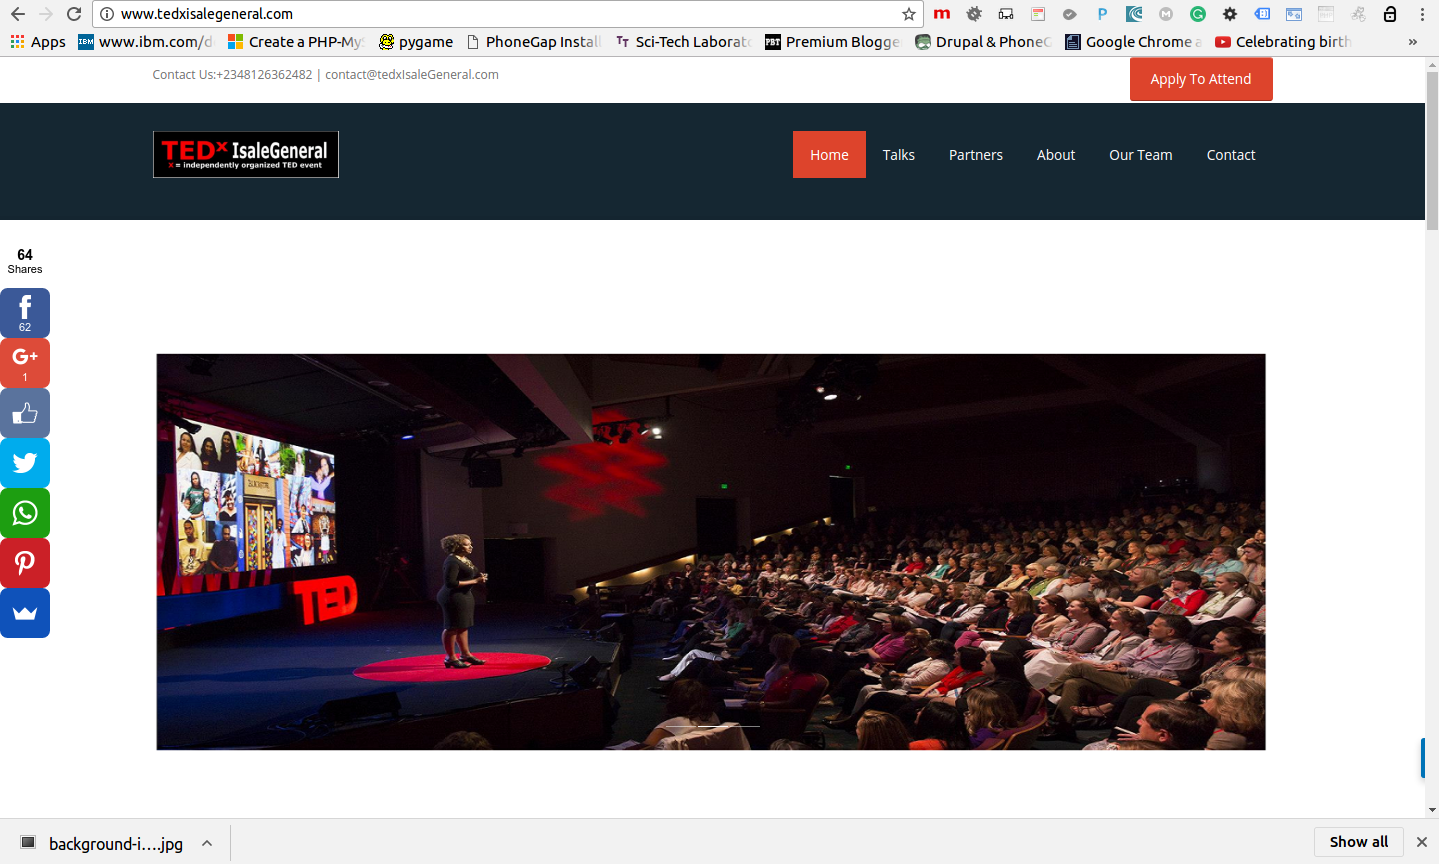 www.tedxisalegeneral.com
Apps www.ibm.com/d Create a PHP-My pygame PhoneGap Install Sci-Tech Laborat Premium Blogge Drupal & PhoneG Google Chrome a Celebrating birth »
Contact Us:+2348126362482 | contact@tedxIsaleGeneral.com
Apply To Attend
TEDx IsaleGeneral
x = independently organized TED event
Home Talks Partners About Our Team Contact
64
Shares
62
G+
1
TED
background-i....jpg
Show all